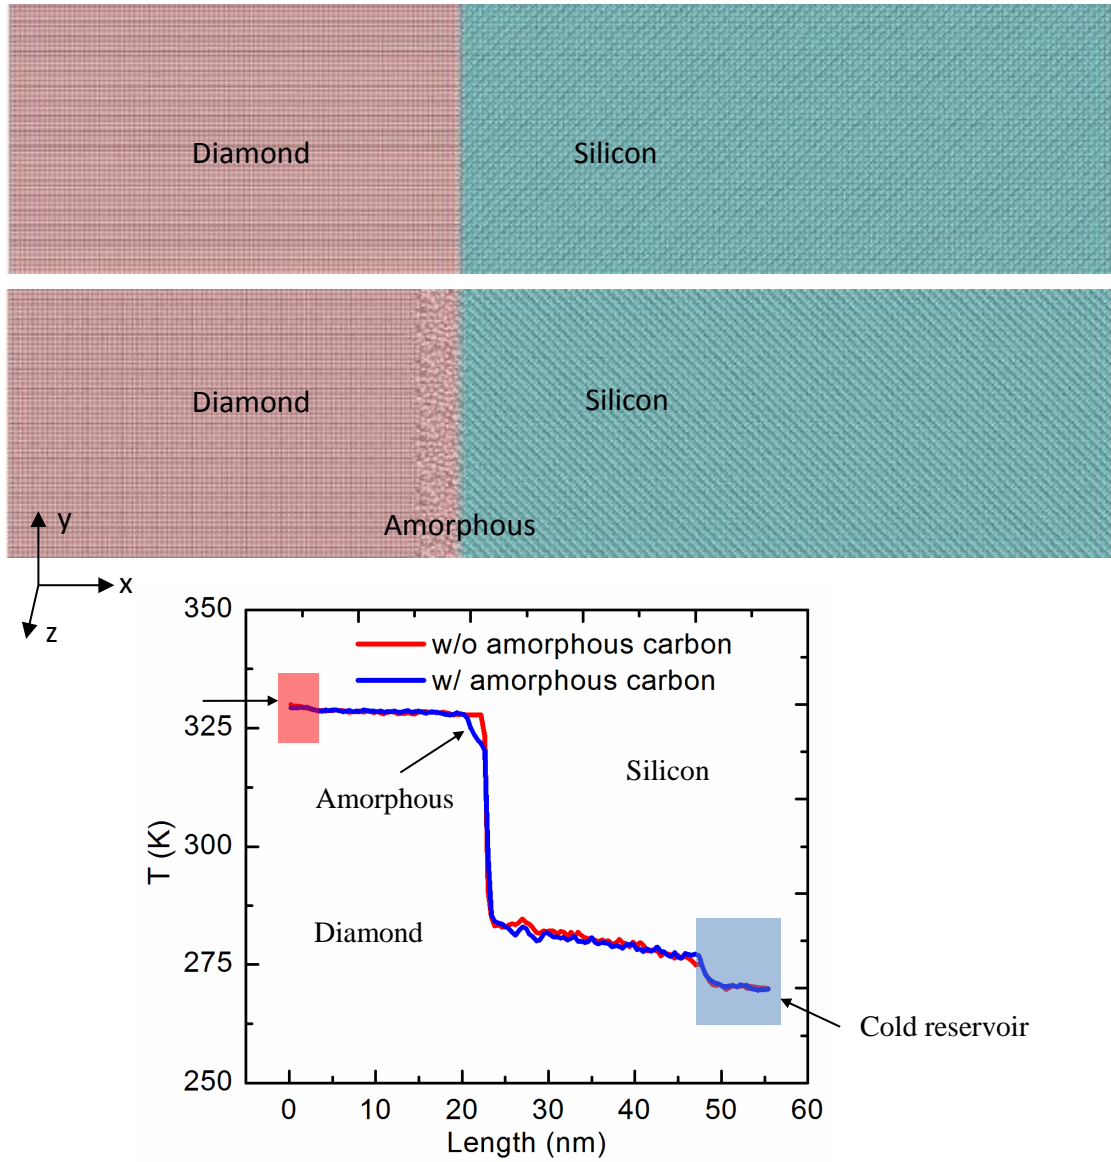 Diamond
Silicon
Diamond
Silicon
Amorphous
y
x
z
350
w/o amorphous carbon
w/ amorphous carbon
325
Silicon
Amorphous
300
T (K)
Diamond
275
Cold reservoir
250
0 10 20 30 40 50 60
Length (nm)